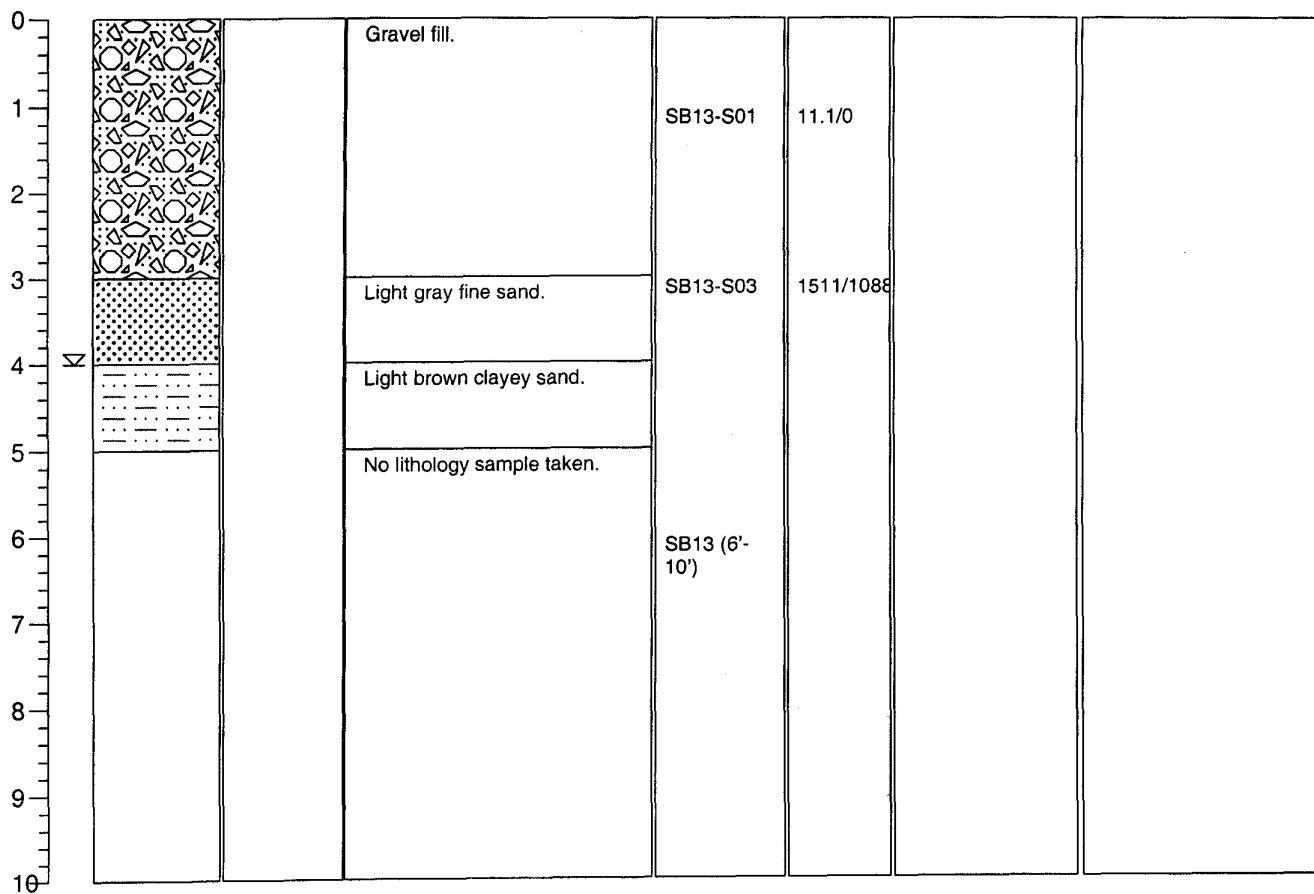 0
Gravel fill.
1
SB13-S01
11.1/0
2
3
Light gray fine sand.
SB13-S03
1511/1088
4
Light brown clayey sand.
5
No lithology sample taken.
6
SB13 (6'-
10')
7
8
9
10